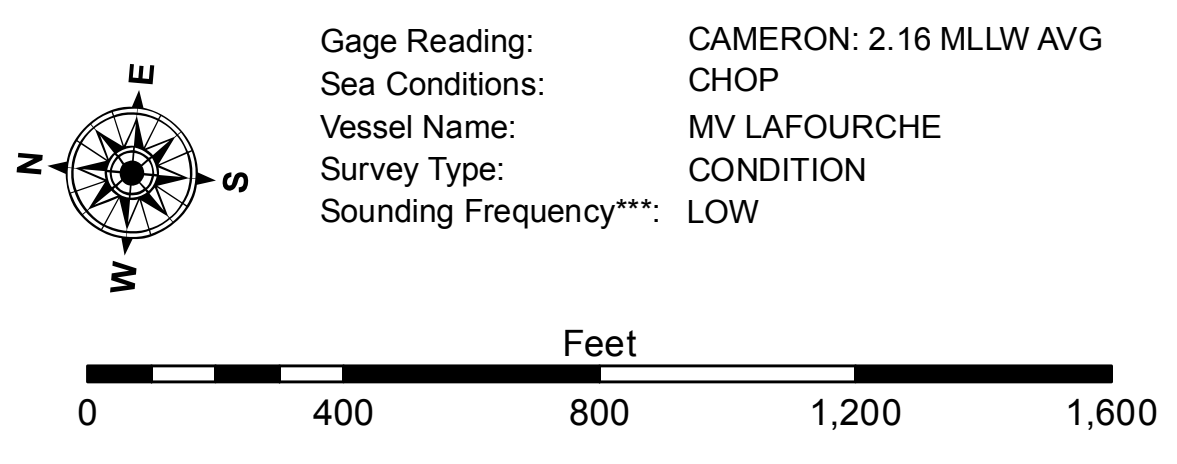 E
N
S
W
Gage Reading: CAMERON: 2.16 MLLW AVG
Sea Conditions: CHOP
Vessel Name: MV LAFOURCHE
Survey Type: CONDITION
Sounding Frequency***: LOW
Feet
0 400 800 1,200 1,600